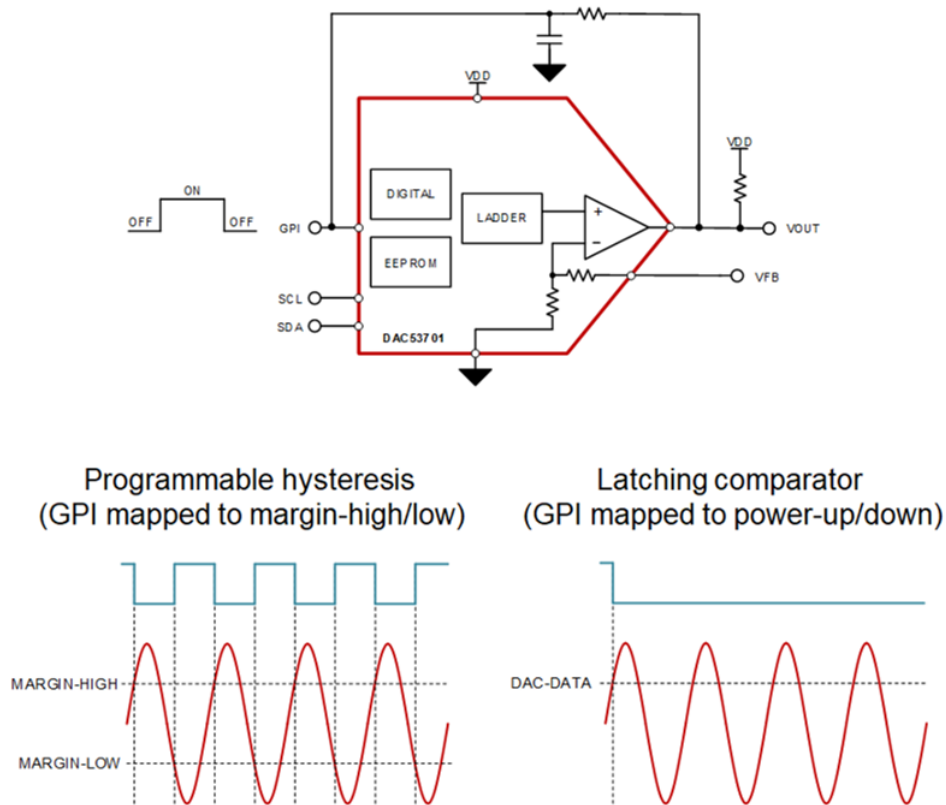 VDD
ON
OFF
OFF
DIGITAL
LADDER
+
−
VDD
GPI
VOUT
EEPROM
VFB
SCL
SDA
DAC53701
Programmable hysteresis
(GPI mapped to margin-high/low)
MARGIN-HIGH
MARGIN-LOW
Latching comparator
(GPI mapped to power-up/down)
DAC-DATA